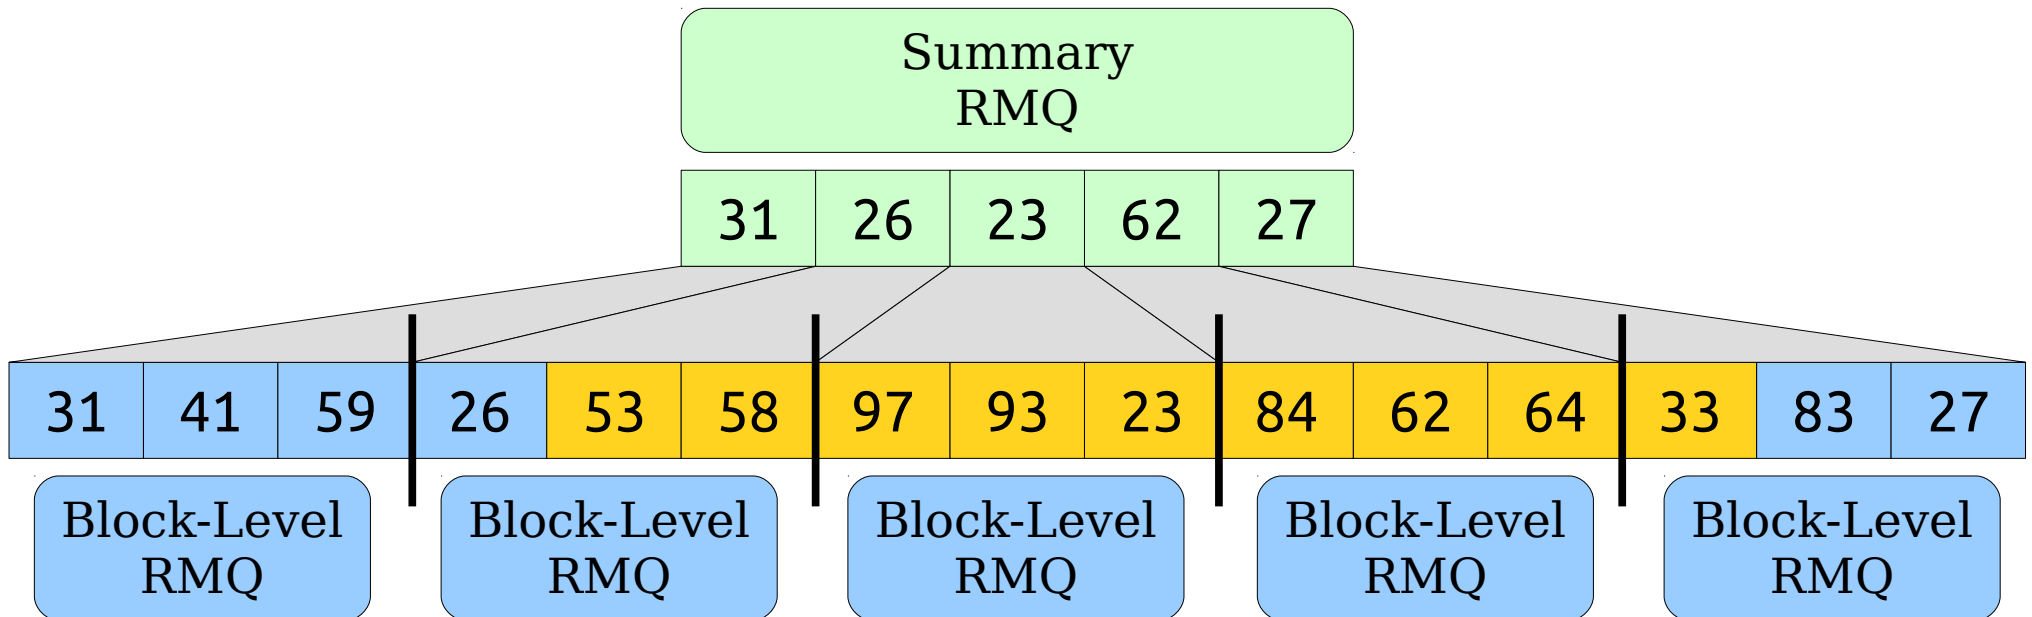 Summary
RMQ
31 26 23 62 27
31 41 59 26 53 58 97 93 23 84 62 64 33 83 27
Block-Level
RMQ
Block-Level
RMQ
Block-Level
RMQ
Block-Level
RMQ
Block-Level
RMQ